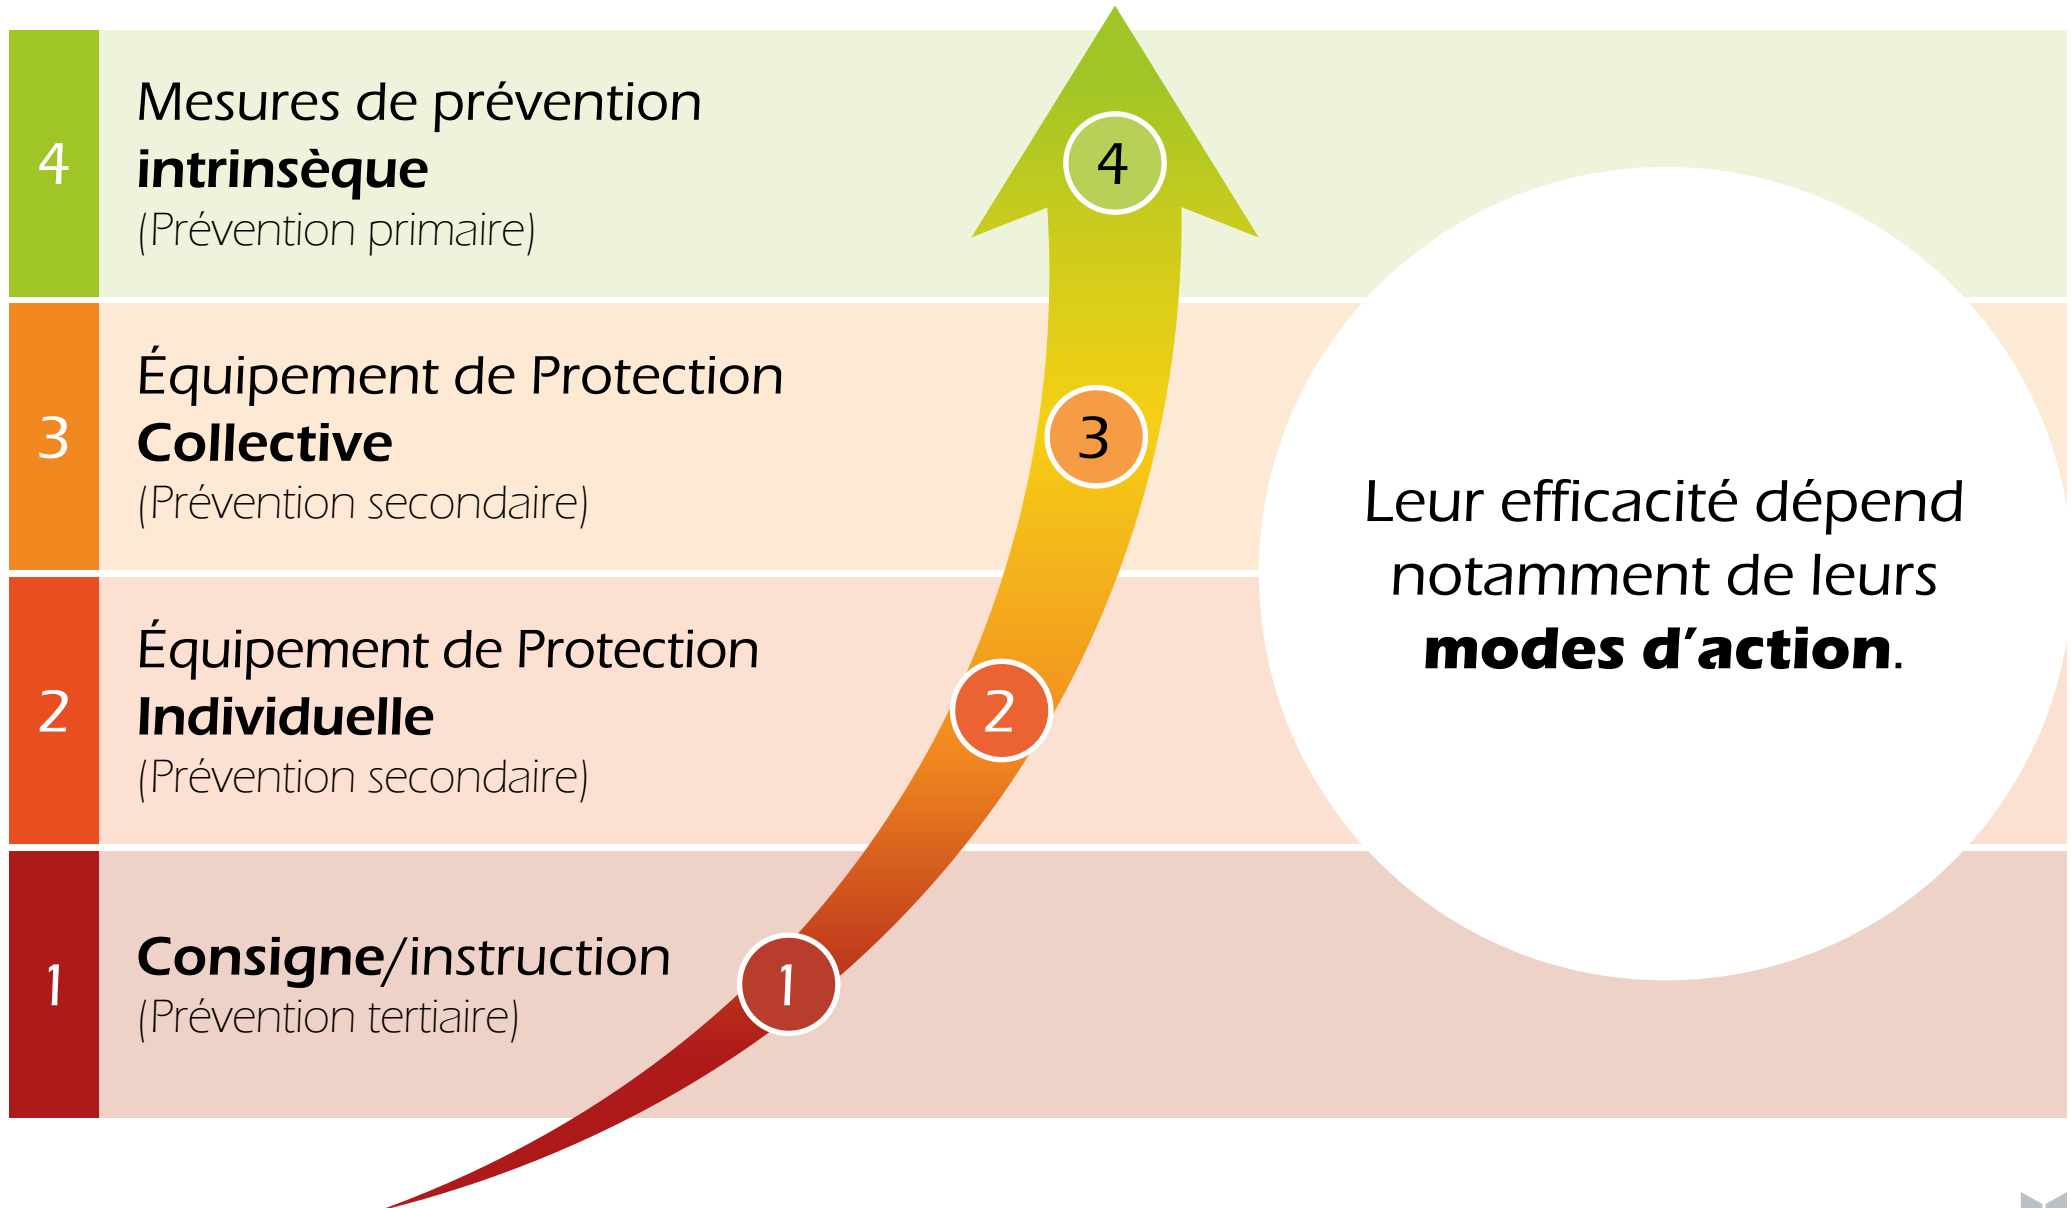 4
Mesures de prévention
intrinsèque
(Prévention primaire)
4
3
Équipement de Protection
Collective
(Prévention secondaire)
3
2
Équipement de Protection
Individuelle
(Prévention secondaire)
2
1
Consigne/instruction
(Prévention tertiaire)
1
Leur efficacité dépend
notamment de leurs
modes d’action.